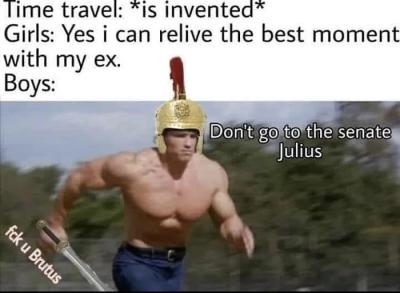 Time travel: *is invented*
Girls: Yes i can relive the best moment
with my ex.
Boys:
Don't go to the senate
Julius
fck u Brutus